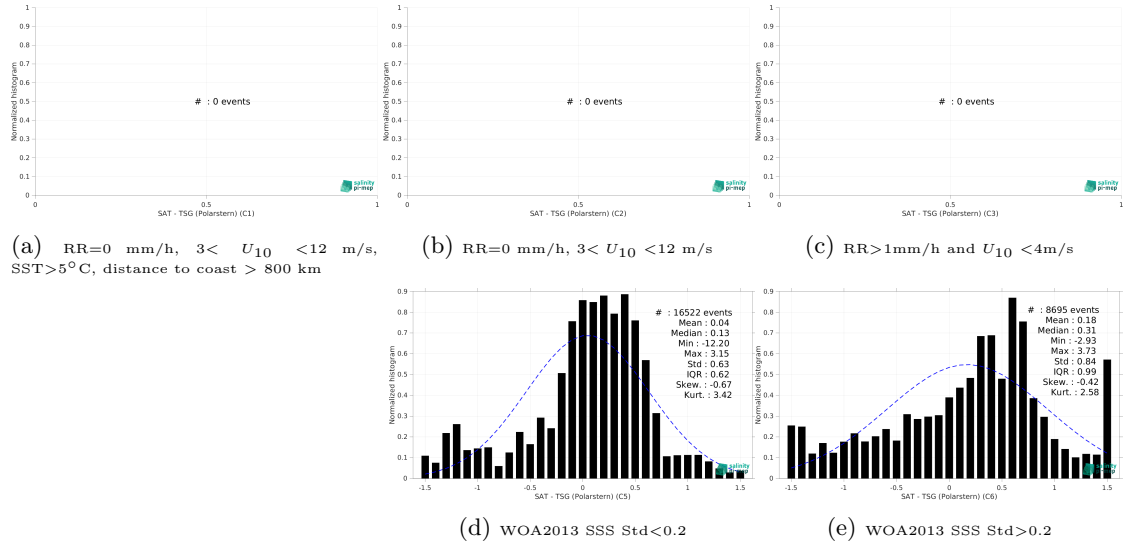 1
0.9
0.8
0.7
0.6
0.5
0.4
0.3
0.2
0.1
0
Normalized histogram
# : 0 events
salinity
pi-mep
0 0.5 1
SAT - TSG (Polarstern) (C1)
1
0.9
0.8
0.7
0.6
0.5
0.4
0.3
0.2
0.1
0
Normalized histogram
# : 0 events
salinity
pi-mep
0 0.5 1
SAT - TSG (Polarstern) (C2)
1
0.9
0.8
0.7
0.6
0.5
0.4
0.3
0.2
0.1
0
Normalized histogram
# : 0 events
salinity
pi-mep
0 0.5 1
SAT - TSG (Polarstern) (C3)
(a) RR=0 mm/h, 3< U10 <12 m/s,
SST>5°C, distance to coast > 800 km
(b) RR=0 mm/h, 3< U10 <12 m/s
(c) RR>1mm/h and U10 <4m/s
0.9
0.8
0.7
0.6
0.5
0.4
0.3
0.2
0.1
0
Normalized histogram
# : 16522 events
Mean : 0.04
Median : 0.13
Min : -12.20
Max : 3.15
Std : 0.63
IQR : 0.62
Skew. : -0.67
Kurt. : 3.42
salinity
pi-mep
-1.5 -1 -0.5 0 0.5 1 1.5
SAT - TSG (Polarstern) (C5)
0.9
0.8
0.7
0.6
0.5
0.4
0.3
0.2
0.1
0
Normalized histogram
# : 8695 events
Mean : 0.18
Median : 0.31
Min : -2.93
Max : 3.73
Std : 0.84
IQR : 0.99
Skew. : -0.42
Kurt. : 2.58
salinity
pi-mep
-1.5 -1 -0.5 0 0.5 1 1.5
SAT - TSG (Polarstern) (C6)
(d) WOA2013 SSS Std<0.2
(e) WOA2013 SSS Std>0.2